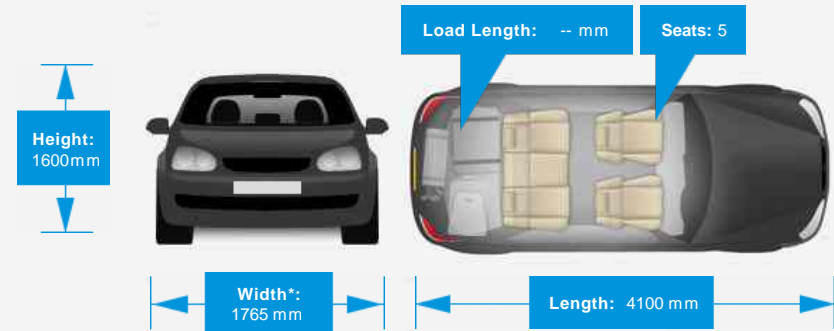 Load Length: -- mm
Seats: 5
Height:
1600mm
Width*:
1765 mm
Length: 4100 mm